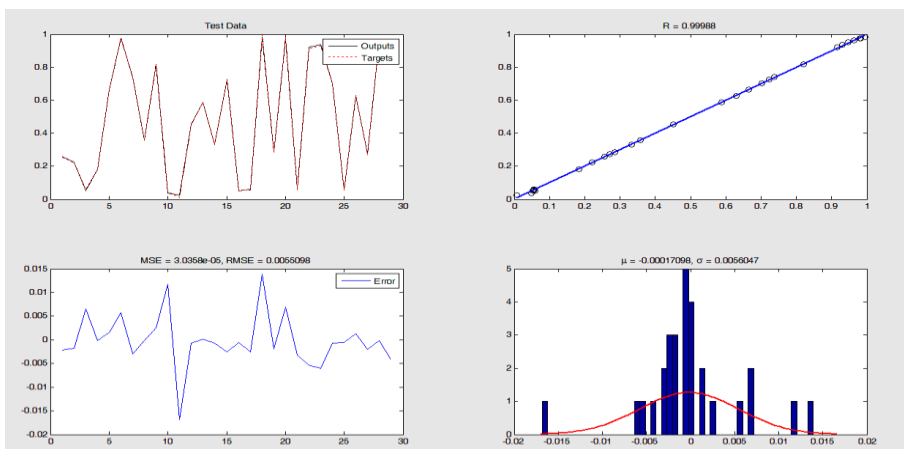 Test Data
1
0.8
0.6
0.4
0.2
0
0 5 10 15 20 25 30
Outputs
Targets
R = 0.99988
1
0.8
0.6
0.4
0.2
0
0 0.1 0.2 0.3 0.4 0.5 0.6 0.7 0.8 0.9 1
MSE = 3.0358e-05, RMSE = 0.0055098
0.015
0.01
0.005
0
-0.005
-0.01
-0.015
-0.02
0 5 10 15 20 25 30
Error
μ = -0.00017098, σ = 0.0056047
5
4
3
2
1
0
-0.02 -0.015 -0.01 -0.005 0 0.005 0.01 0.015 0.02